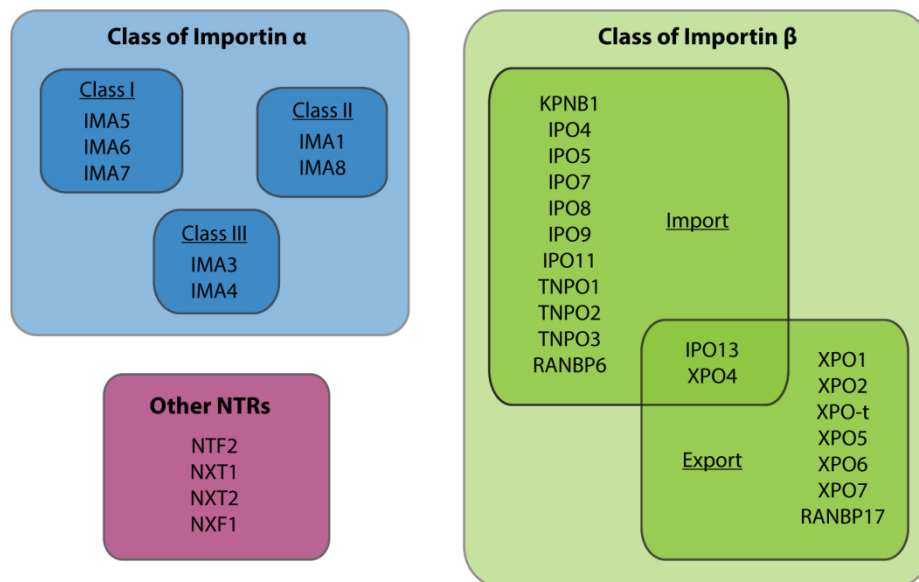 Class of Importin α
Class I
IMA5
IMA6
IMA7
Class II
IMA1
IMA8
Class III
IMA3
IMA4
Other NTRs
NTF2
NXT1
NXT2
NXF1
Class of Importin β
KPNB1
IPO4
IPO5
IPO7
IPO8
IPO9
IPO11
TNPO1
TNPO2
TNPO3
RANBP6
Import
IPO13
XPO4
XPO1
XPO2
XPO-t
XPO5
XPO6
XPO7
RANBP17
Export